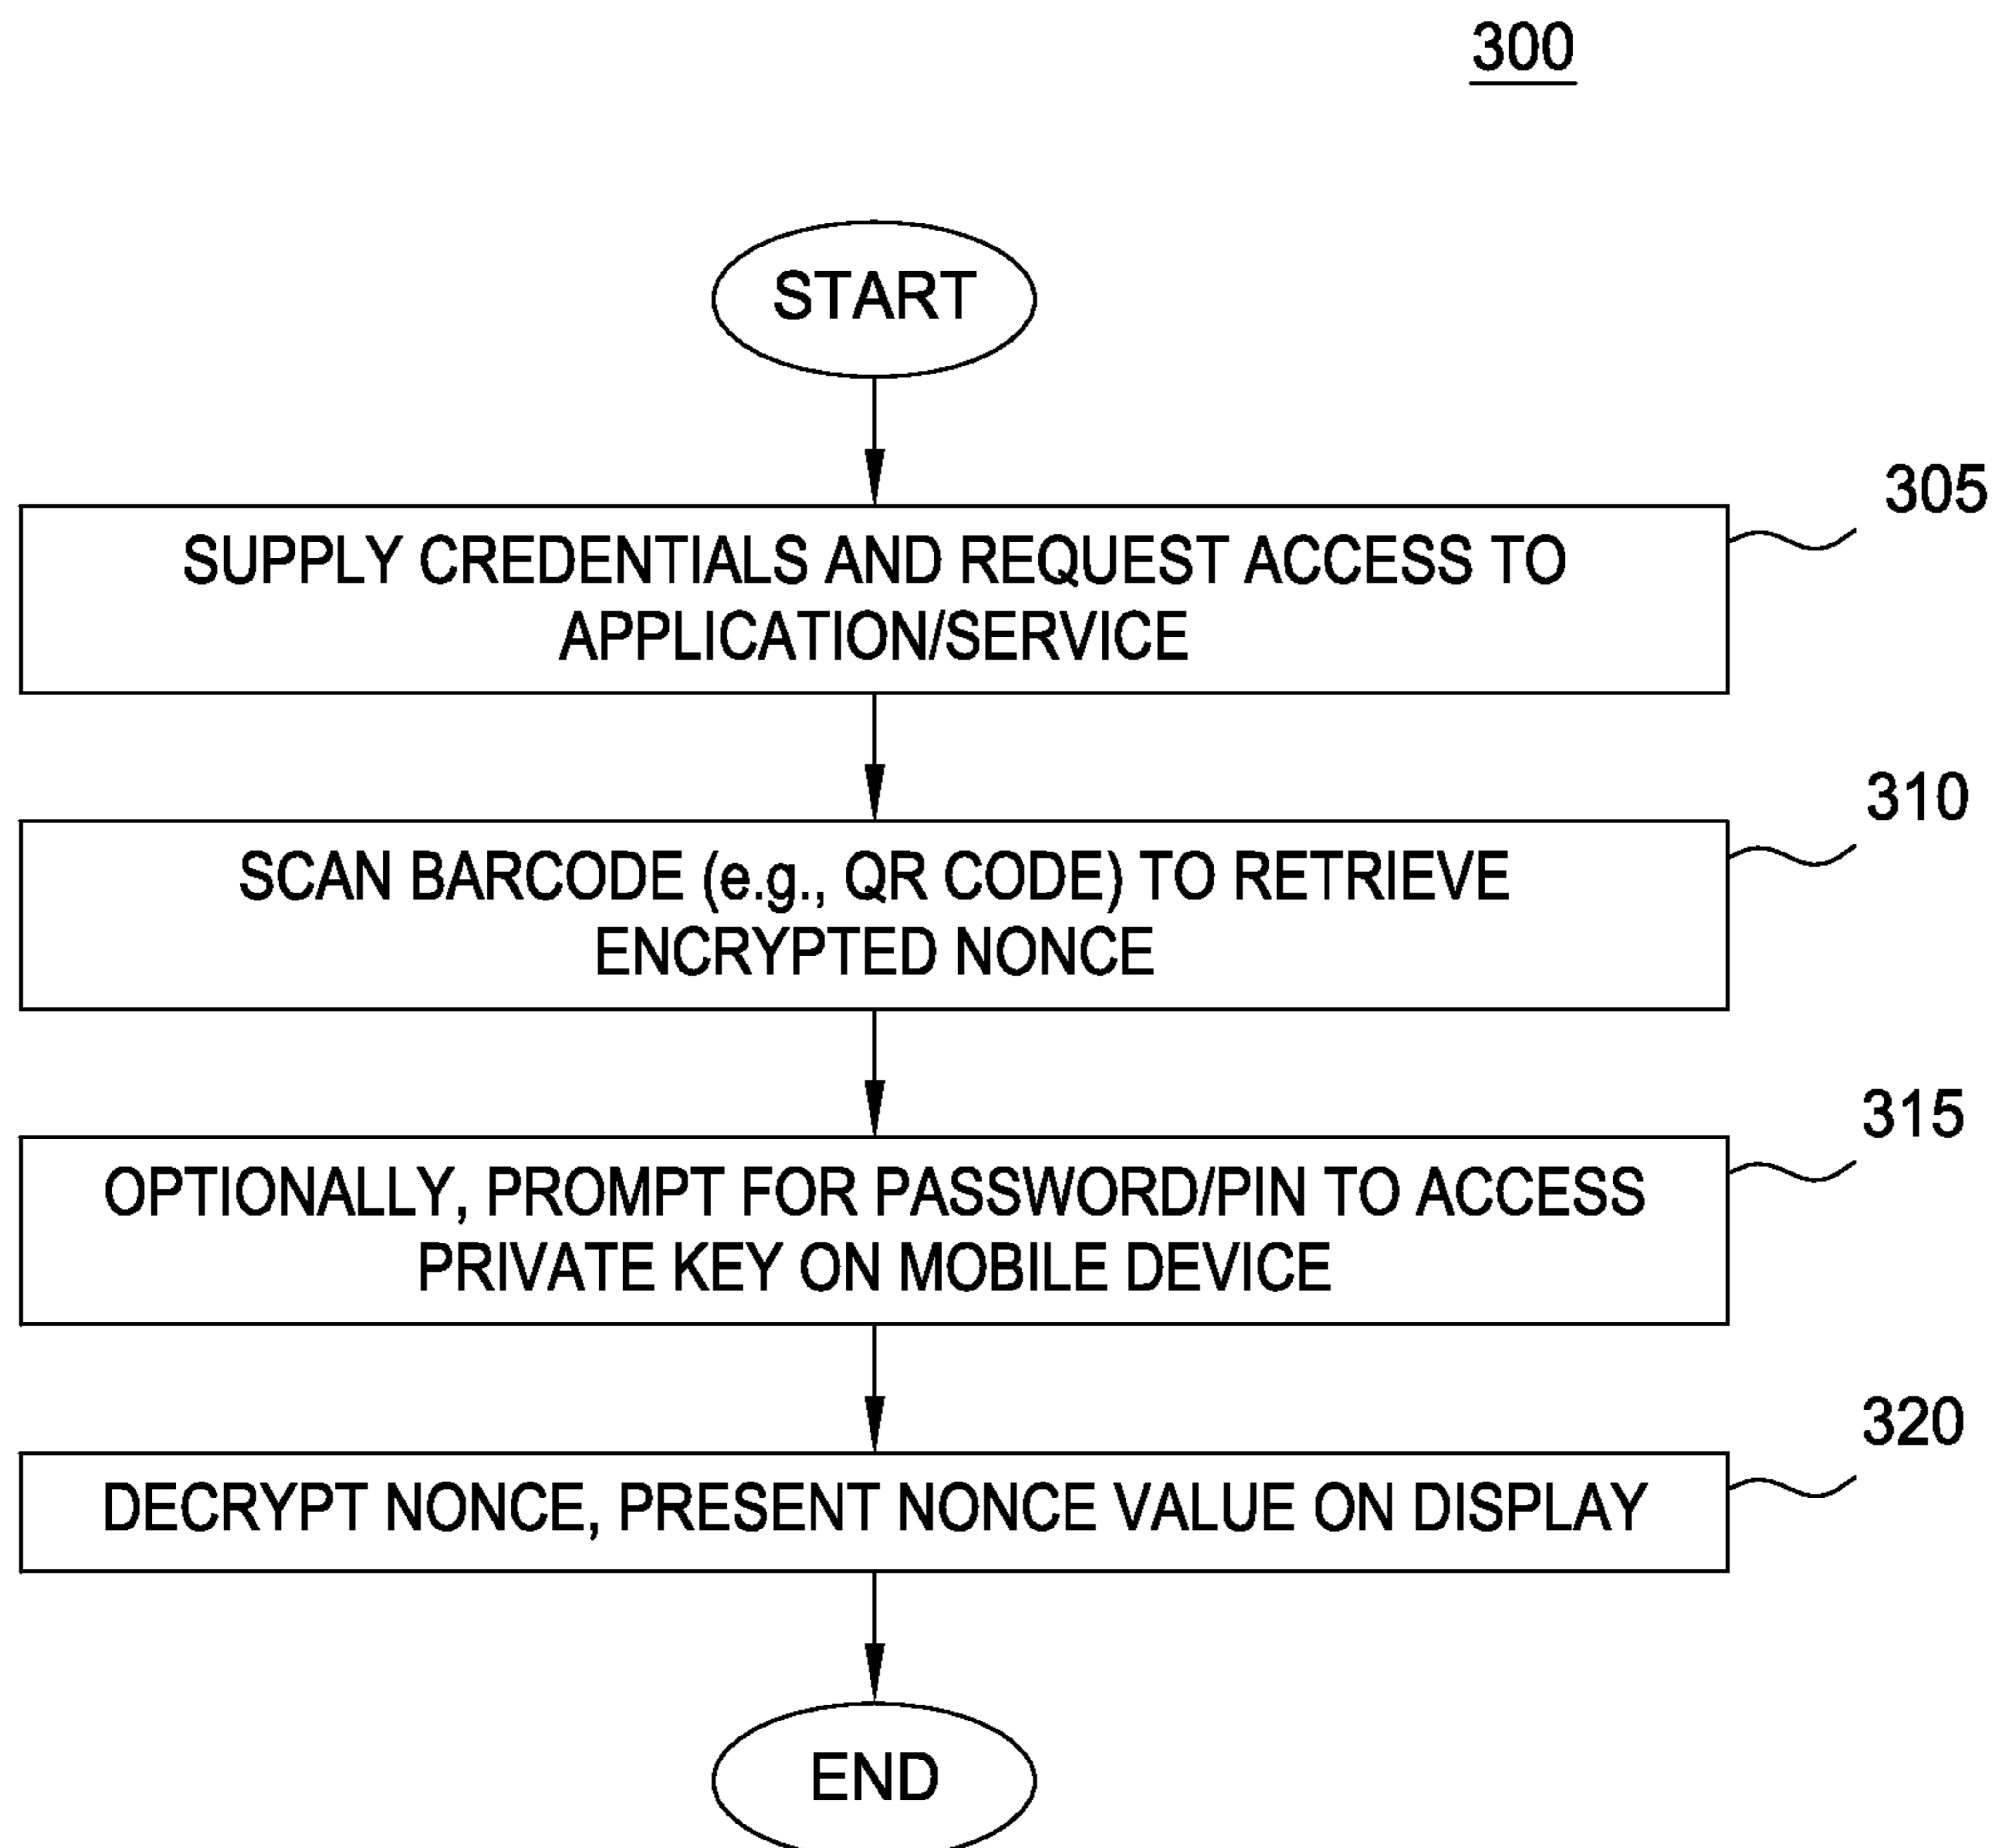 300
START
305
SUPPLY CREDENTIALS AND REQUEST ACCESS TO
APPLICATION/SERVICE
310
SCAN BARCODE (e.g., QR CODE) TO RETRIEVE
ENCRYPTED NONCE
315
OPTIONALLY, PROMPT FOR PASSWORD/PIN TO ACCESS
PRIVATE KEY ON MOBILE DEVICE
320
DECRYPT NONCE, PRESENT NONCE VALUE ON DISPLAY
END